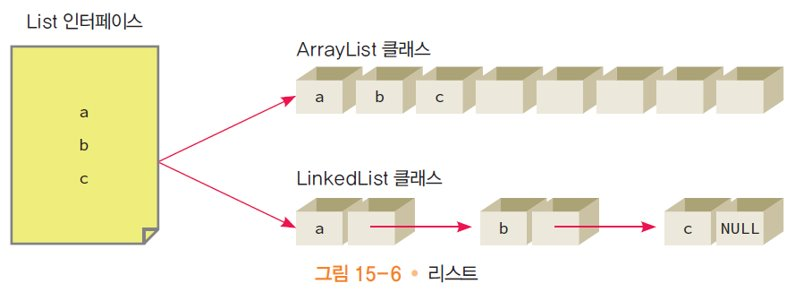 List 인터페이스
a
b
c
ArrayList 클래스
a b c
LinkedList 클래스
a b c NULL
그림 15-6 • 리스트